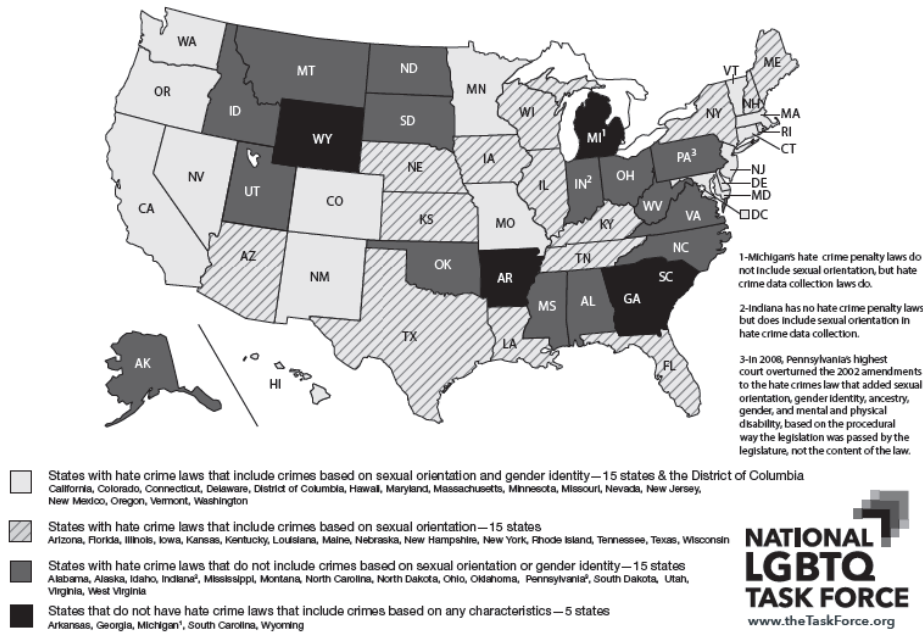 WA
OR
CA
NV
ID
MT
WY
UT
AZ
CO
NM
ND
SD
NE
KS
OK
TX
MN
IA
MO
AR
LA
WI
IL
MI¹
IN²
OH
KY
TN
MS
AL
GA
SC
NC
FL
WV
VA
PA³
NY
VT
NH
ME
MA
RI
CT
NJ
DE
MD
DC
AK
HI
1-Michigan's hate crime penalty laws do
not include sexual orientation, but hate
crime data collection laws do.
2-Indiana has no hate crime penalty laws
but does include sexual orientation in
hate crime data collection.
3-In 2008, Pennsylvania's highest
court overturned the 2002 amendments
to the hate crimes law that added sexual
orientation, gender identity, ancestry,
gender, and mental and physical
disability, based on the procedural
way the legislation was passed by the
legislature, not the content of the law.
States with hate crime laws that include crimes based on sexual orientation and gender identity—15 states & the District of Columbia
California, Colorado, Connecticut, Delaware, District of Columbia, Hawaii, Maryland, Massachusetts, Minnesota, Missouri, Nevada, New Jersey,
New Mexico, Oregon, Vermont, Washington
States with hate crime laws that include crimes based on sexual orientation—15 states
Arizona, Florida, Illinois, Iowa, Kansas, Kentucky, Louisiana, Maine, Nebraska, New Hampshire, New York, Rhode Island, Tennessee, Texas, Wisconsin
States with hate crime laws that do not include crimes based on sexual orientation or gender identity—15 states
Alabama, Alaska, Idaho, Indiana², Mississippi, Montana, North Carolina, North Dakota, Ohio, Oklahoma, Pennsylvania³, South Dakota, Utah,
Virginia, West Virginia
States that do not have hate crime laws that include crimes based on any characteristics—5 states
Arkansas, Georgia, Michigan¹, South Carolina, Wyoming
NATIONAL
LGBTQ
TASK FORCE
www.theTaskForce.org